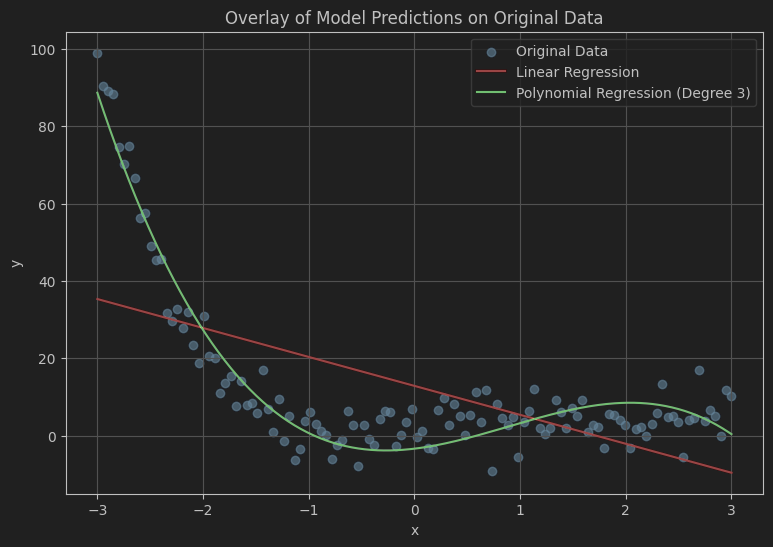 Overlay of Model Predictions on Original Data
Original Data
Linear Regression
Polynomial Regression (Degree 3)
y
100
80
60
40
20
0
−3
−2
−1
0
1
2
3
x